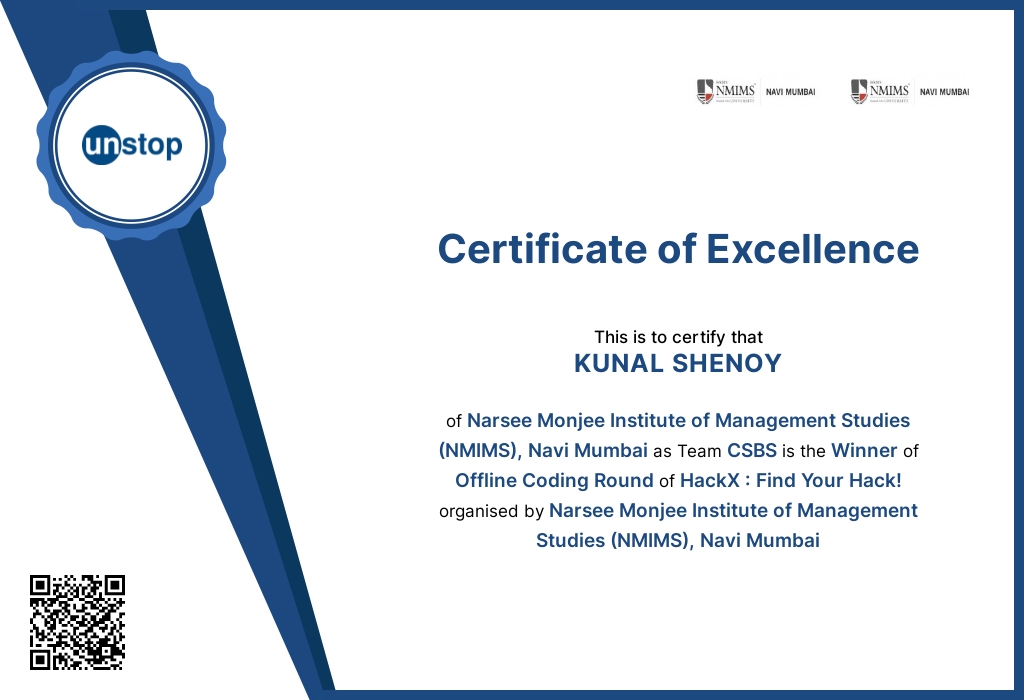 unstop
NMIMS NAVI MUMBAI NMIMS NAVI MUMBAI
Certificate of Excellence
This is to certify that
KUNAL SHENOY
of Narsee Monjee Institute of Management Studies
(NMIMS), Navi Mumbai as Team CSBS is the Winner of
Offline Coding Round of HackX : Find Your Hack!
organised by Narsee Monjee Institute of Management
Studies (NMIMS), Navi Mumbai